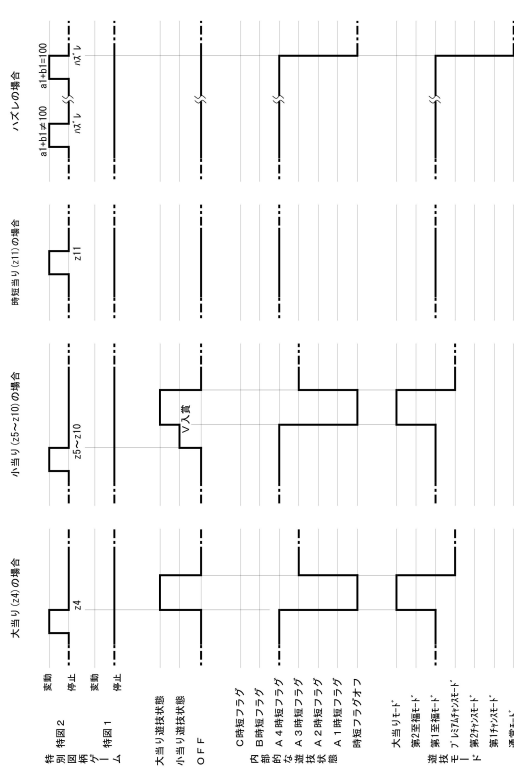 大当り(z4)の場合
小当り(z5～z10)の場合
時短当り(z11)の場合
ハズレの場合
特別図柄ゲーム
特図2
変動
停止
z4
z5～z10
z11
a1+b1≠100
ハズレ
a1+b1=100
ハズレ
特図1
変動
停止
大当り遊技状態
小当り遊技状態
OFF
V入賞
内部的な遊技状態
C時短フラグ
B時短フラグ
A4時短フラグ
A3時短フラグ
A2時短フラグ
A1時短フラグ
時短フラグオフ
遊技モード
大当りモード
第2至福モード
第1至福モード
プレミアムチャンスモード
第2チャンスモード
第1チャンスモード
通常モード